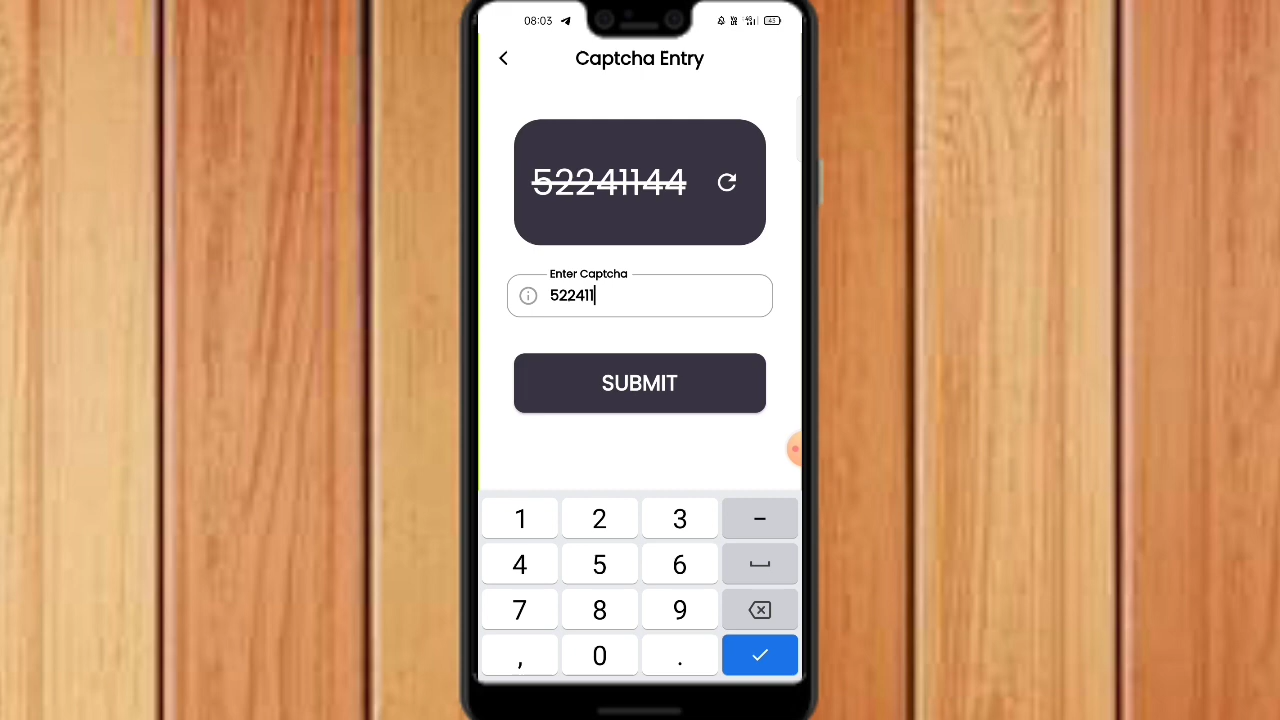 08:03
Captcha Entry
52241144
Enter Captcha
522411
SUBMIT
1 2 3 -
4 5 6
7 8 9
, 0 .